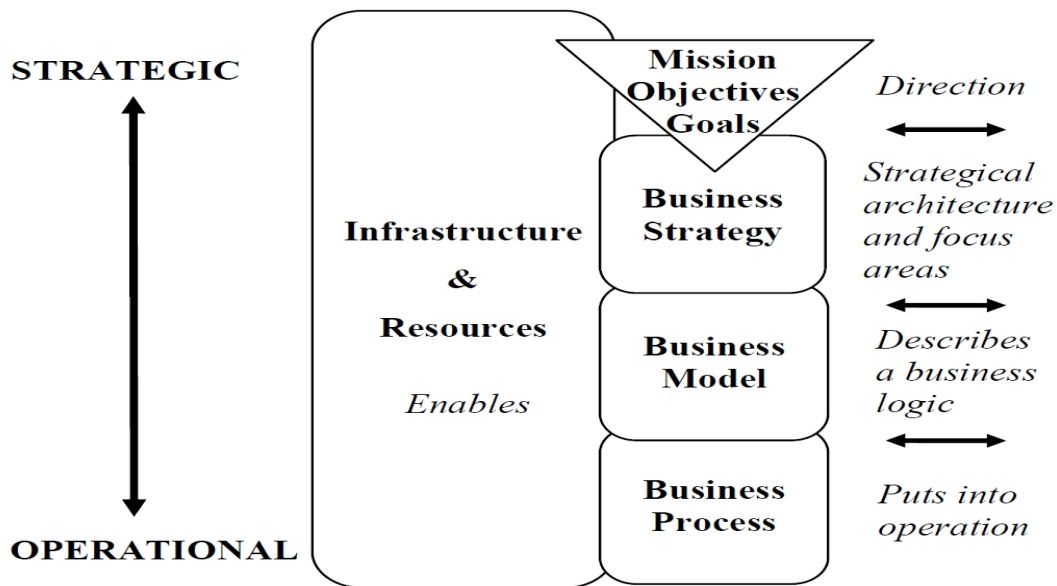 STRATEGIC
OPERATIONAL
Infrastructure
&
Resources
Enables
Mission
Objectives
Goals
Business
Strategy
Business
Model
Business
Process
Direction
Strategical
architecture
and focus
areas
Describes
a business
logic
Puts into
operation